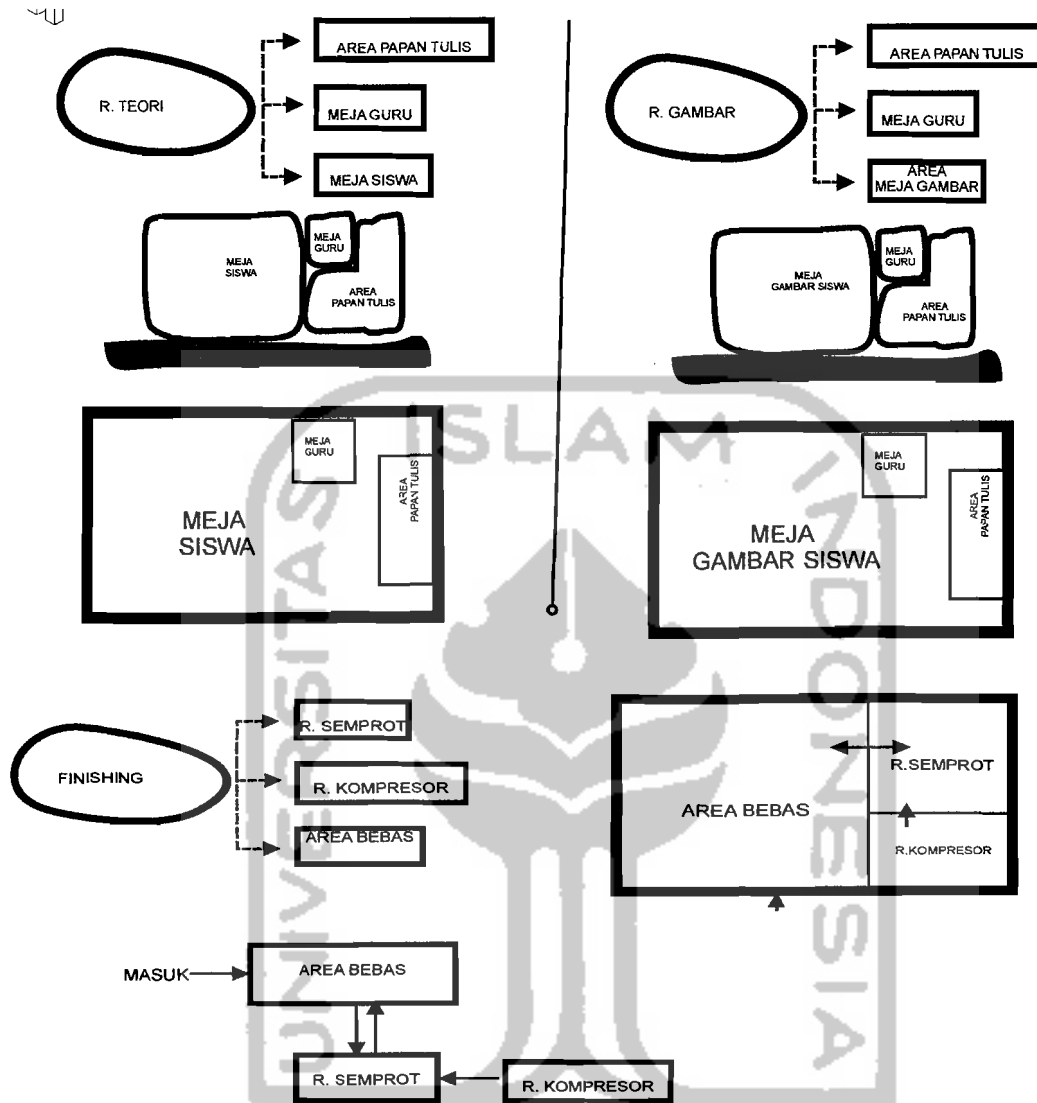 AREA PAPAN TULIS
R. TEORI
MEJA GURU
MEJA SISWA
MEJA
SISWA
MEJA
GURU
AREA
PAPAN TULIS
MEJA
GURU
AREA
PAPAN TULIS
MEJA
SISWA
AREA PAPAN TULIS
R. GAMBAR
MEJA GURU
AREA
MEJA GAMBAR
MEJA
GAMBAR SISWA
MEJA
GURU
AREA
PAPAN TULIS
MEJA
GURU
AREA
PAPAN TULIS
MEJA
GAMBAR SISWA
R. SEMPROT
FINISHING
R. KOMPRESOR
AREA BEBAS
R.SEMPROT
AREA BEBAS
R.KOMPRESOR
MASUK
AREA BEBAS
R. SEMPROT
R. KOMPRESOR
UNIVERSITAS
ISLAM
INDONESIA